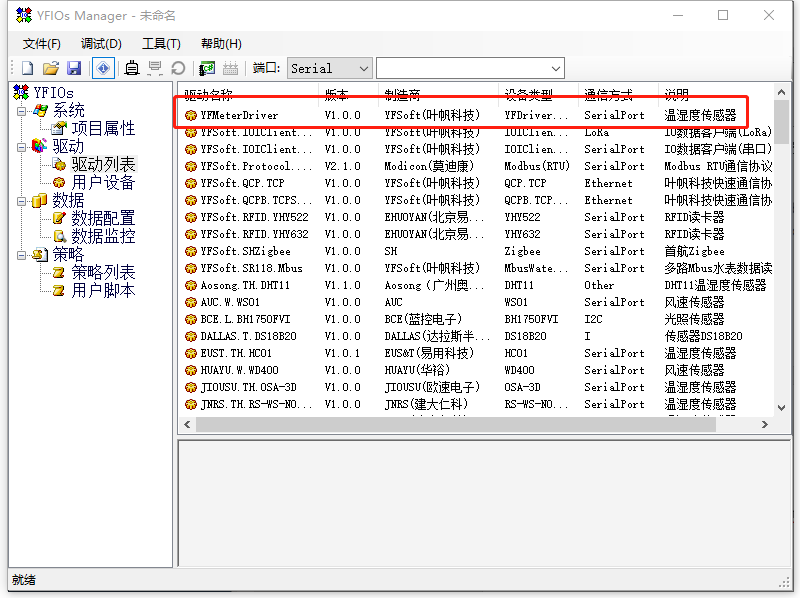 YFIOs Manager - 未命名
文件(F) 调试(D) 工具(T) 帮助(H)
端口: Serial
YFIOs
系统
项目属性
驱动
驱动列表
用户设备
数据
数据配置
数据监控
策略
策略列表
用户脚本
驱动名称 版本 制造商 设备类型 通信方式 说明
YFMeterDriver V1.0.0 YFSoft(叶帆科技) YFDriver... SerialPort 温湿度传感器
YFSoft.IOIClient... V1.0.0 YFSoft(叶帆科技) IOIClien... LoRa IO数据客户端(LoRa)
YFSoft.IOIClient... V1.0.0 YFSoft(叶帆科技) IOIClien... SerialPort IO数据客户端(串口)
YFSoft.Protocol.... V2.1.0 Modicon(莫迪康) Modbus(RTU) SerialPort Modbus RTU通信协议
YFSoft.QCP.TCP V1.0.0 YFSoft(叶帆科技) QCP.TCP Ethernet 叶帆科技快速通信协
YFSoft.QCPB.TCPS... V1.0.0 YFSoft(叶帆科技) QCPB.TCP... Ethernet 叶帆科技快速通信协
YFSoft.RFID.YHY522 V1.0.0 EHUOYAN(北京易... YHY522 SerialPort RFID读卡器
YFSoft.RFID.YHY632 V1.0.0 EHUOYAN(北京易... YHY632 SerialPort RFID读卡器
YFSoft.SHZigbee V1.0.0 SH Zigbee SerialPort 首航Zigbee
YFSoft.SR118.Mbus V1.0.0 YFSoft(叶帆科技) MbusWate... SerialPort 多路Mbus水表数据读
Aosong.TH.DHT11 V1.1.0 Aosong（广州奥... DHT11 Other DHT11温湿度传感器
AUC.W.WS01 V1.0.0 AUC WS01 SerialPort 风速传感器
BCE.L.BH1750FVI V1.0.0 BCE(蓝控电子) BH1750FVI I2C 光照传感器
DALLAS.T.DS18B20 V1.0.0 DALLAS(达拉斯半... DS18B20 I 传感器DS18B20
EUST.TH.HC01 V1.0.1 EUS&T(易用科技) HC01 SerialPort 温湿度传感器
HUAYU.W.WD400 V1.0.0 HUAYU(华裕) WD400 SerialPort 风速传感器
JIOUSU.TH.OSA-3D V1.0.0 JIOUSU(欧速电子) OSA-3D SerialPort 温湿度传感器
JNRS.TH.RS-WS-NO... V1.0.0 JNRS(建大仁科) RS-WS-NO... SerialPort 温湿度传感器
就绪